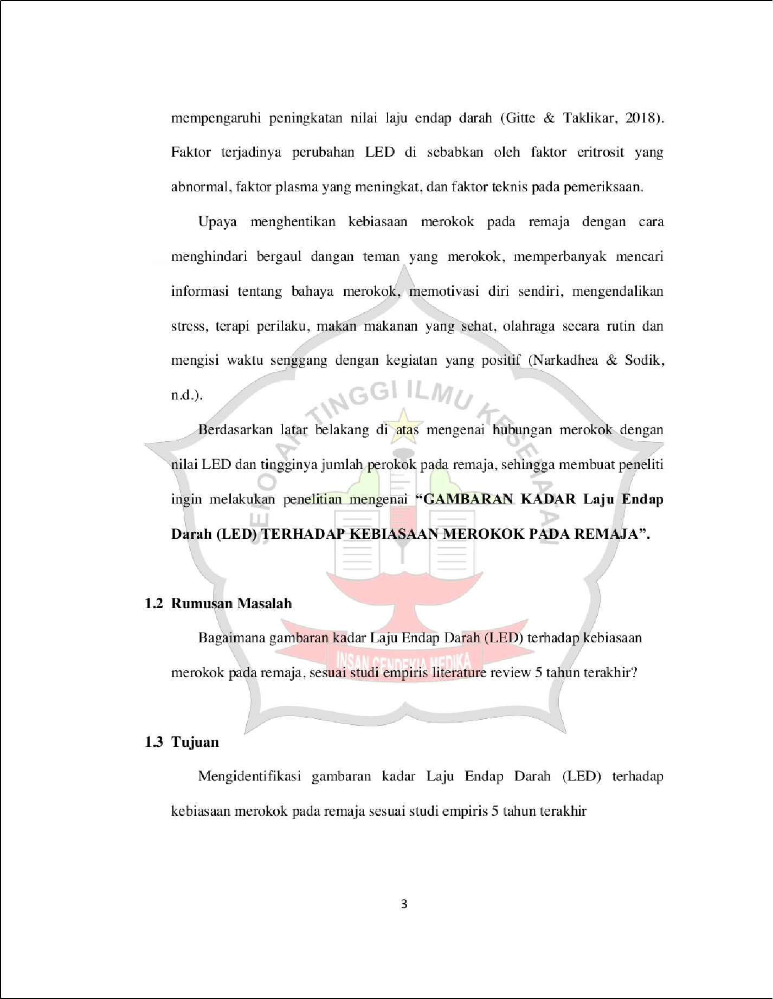 mempengaruhi peningkatan nilai laju endap darah (Gitte & Taklikar, 2018).
Faktor terjadinya perubahan LED di sebabkan oleh faktor eritrosit yang
abnormal, faktor plasma yang meningkat, dan faktor teknis pada pemeriksaan.
Upaya menghentikan kebiasaan merokok pada remaja dengan cara
menghindari bergaul dangan teman yang merokok, memperbanyak mencari
informasi tentang bahaya merokok, memotivasi diri sendiri, mengendalikan
stress, terapi perilaku, makan makanan yang sehat, olahraga secara rutin dan
mengisi waktu senggang dengan kegiatan yang positif (Narkadhea & Sodik,
n.d.).
SEKOLAH TINGGI ILMU KESEHATAN
Berdasarkan latar belakang di atas mengenai hubungan merokok dengan
nilai LED dan tingginya jumlah perokok pada remaja, sehingga membuat peneliti
ingin melakukan penelitian mengenai “GAMBARAN KADAR Laju Endap
Darah (LED) TERHADAP KEBIASAAN MEROKOK PADA REMAJA”.
1.2 Rumusan Masalah
Bagaimana gambaran kadar Laju Endap Darah (LED) terhadap kebiasaan
INSAN CENDEKIA MEDIKA
merokok pada remaja, sesuai studi empiris literature review 5 tahun terakhir?
1.3 Tujuan
Mengidentifikasi gambaran kadar Laju Endap Darah (LED) terhadap
kebiasaan merokok pada remaja sesuai studi empiris 5 tahun terakhir
3